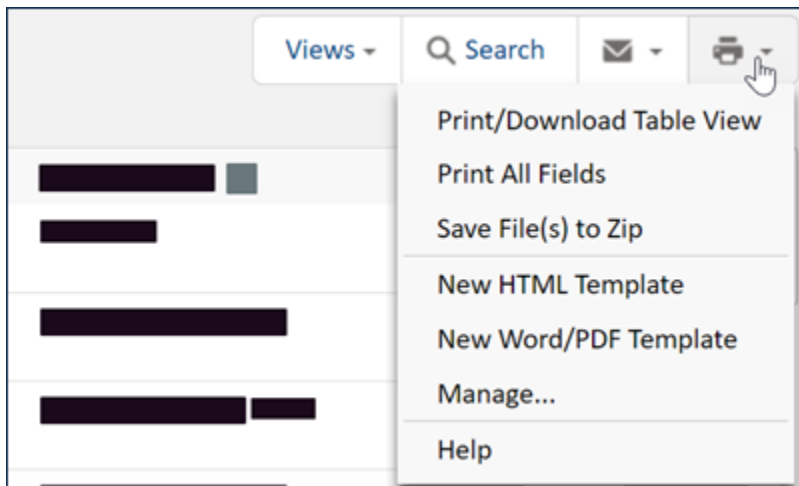 Views
Search
Print/Download Table View
Print All Fields
Save File(s) to Zip
New HTML Template
New Word/PDF Template
Manage...
Help